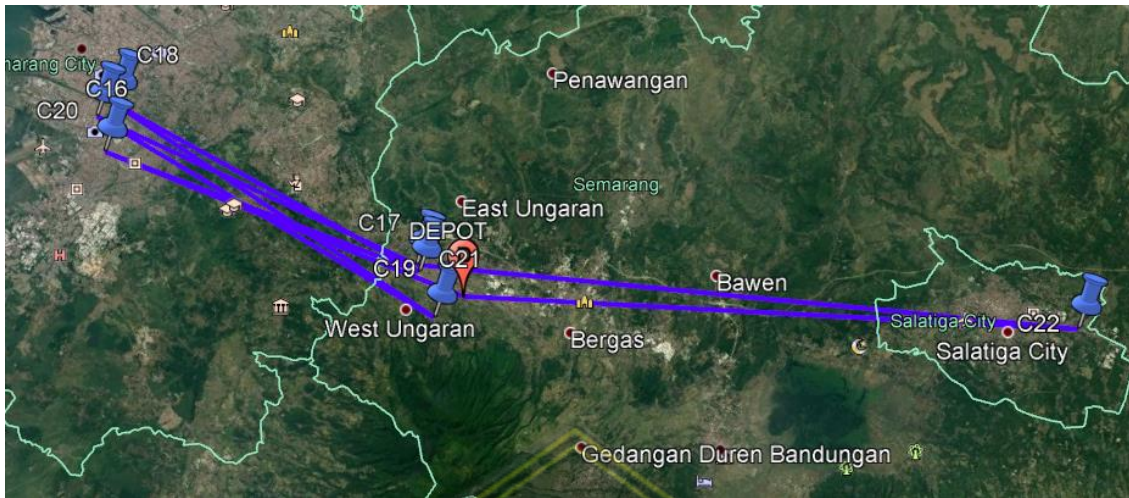 C18
marang City
C16
C20
Penawangan
Semarang
East Ungaran
C17
DEPOT
C21
C19
Bawen
West Ungaran
Bergas
Salatiga City
C22
Salatiga City
Gedangan Duren Bandungan